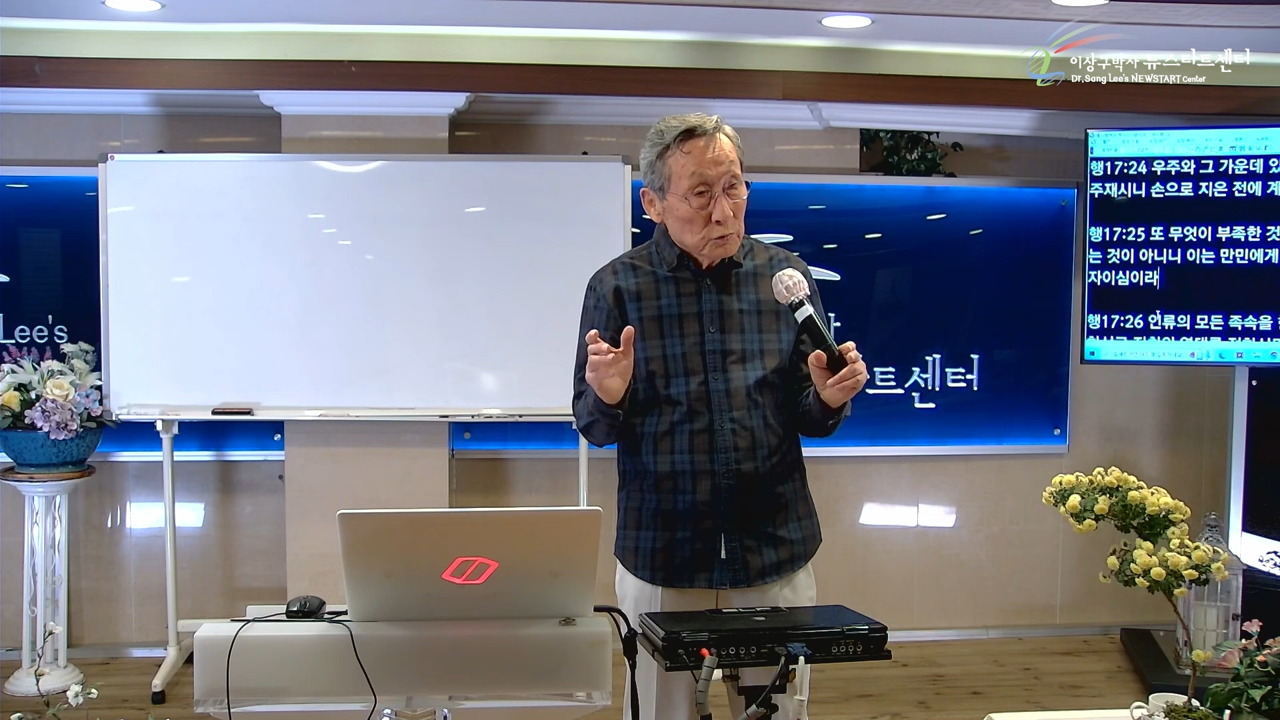 이상구박사 뉴스타트센터
Dr. Sang Lee's NEWSTART Center
행17:24 우주와 그 가운데 있
주재시니 손으로 지은 전에 계
행17:25 또 무엇이 부족한 것
는 것이 아니니 이는 만민에게
자이심이라
행17:26 인류의 모든 족속을
Lee's
트센터